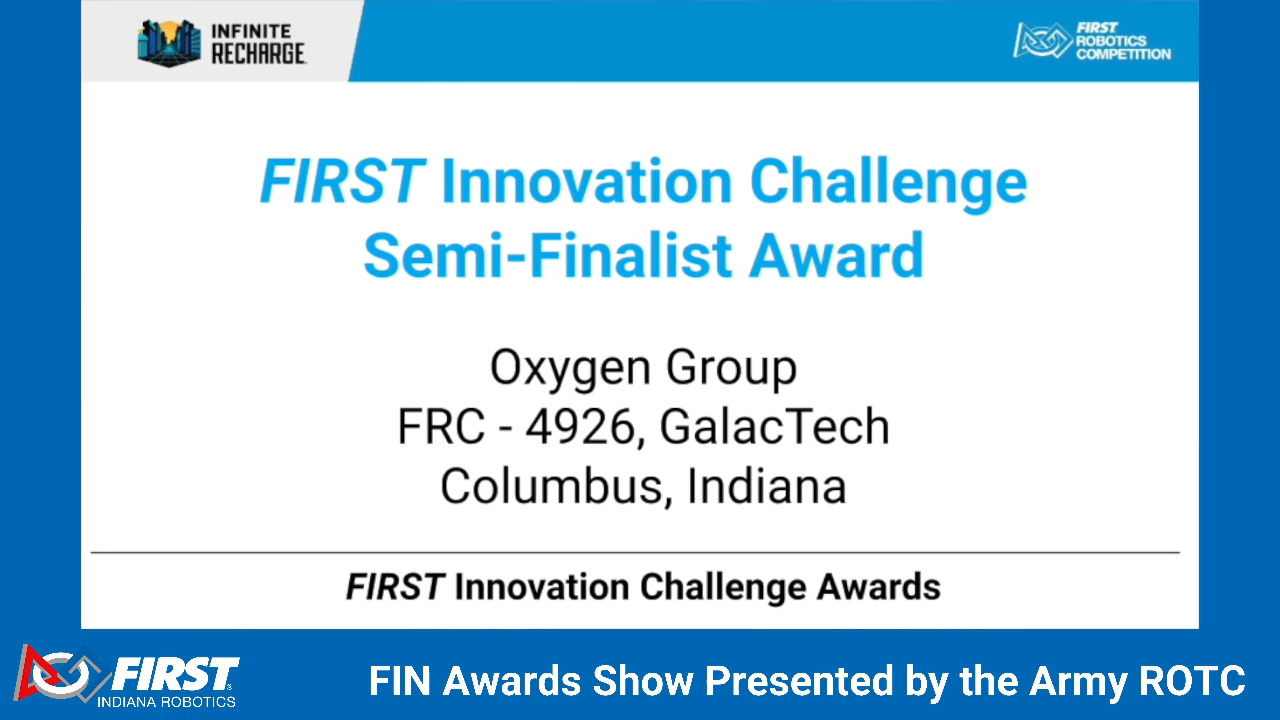 INFINITE
RECHARGE
FIRST
ROBOTICS
COMPETITION
FIRST Innovation Challenge
Semi-Finalist Award
Oxygen Group
FRC - 4926, GalacTech
Columbus, Indiana
FIRST Innovation Challenge Awards
FIRST
INDIANA ROBOTICS
FIN Awards Show Presented by the Army ROTC